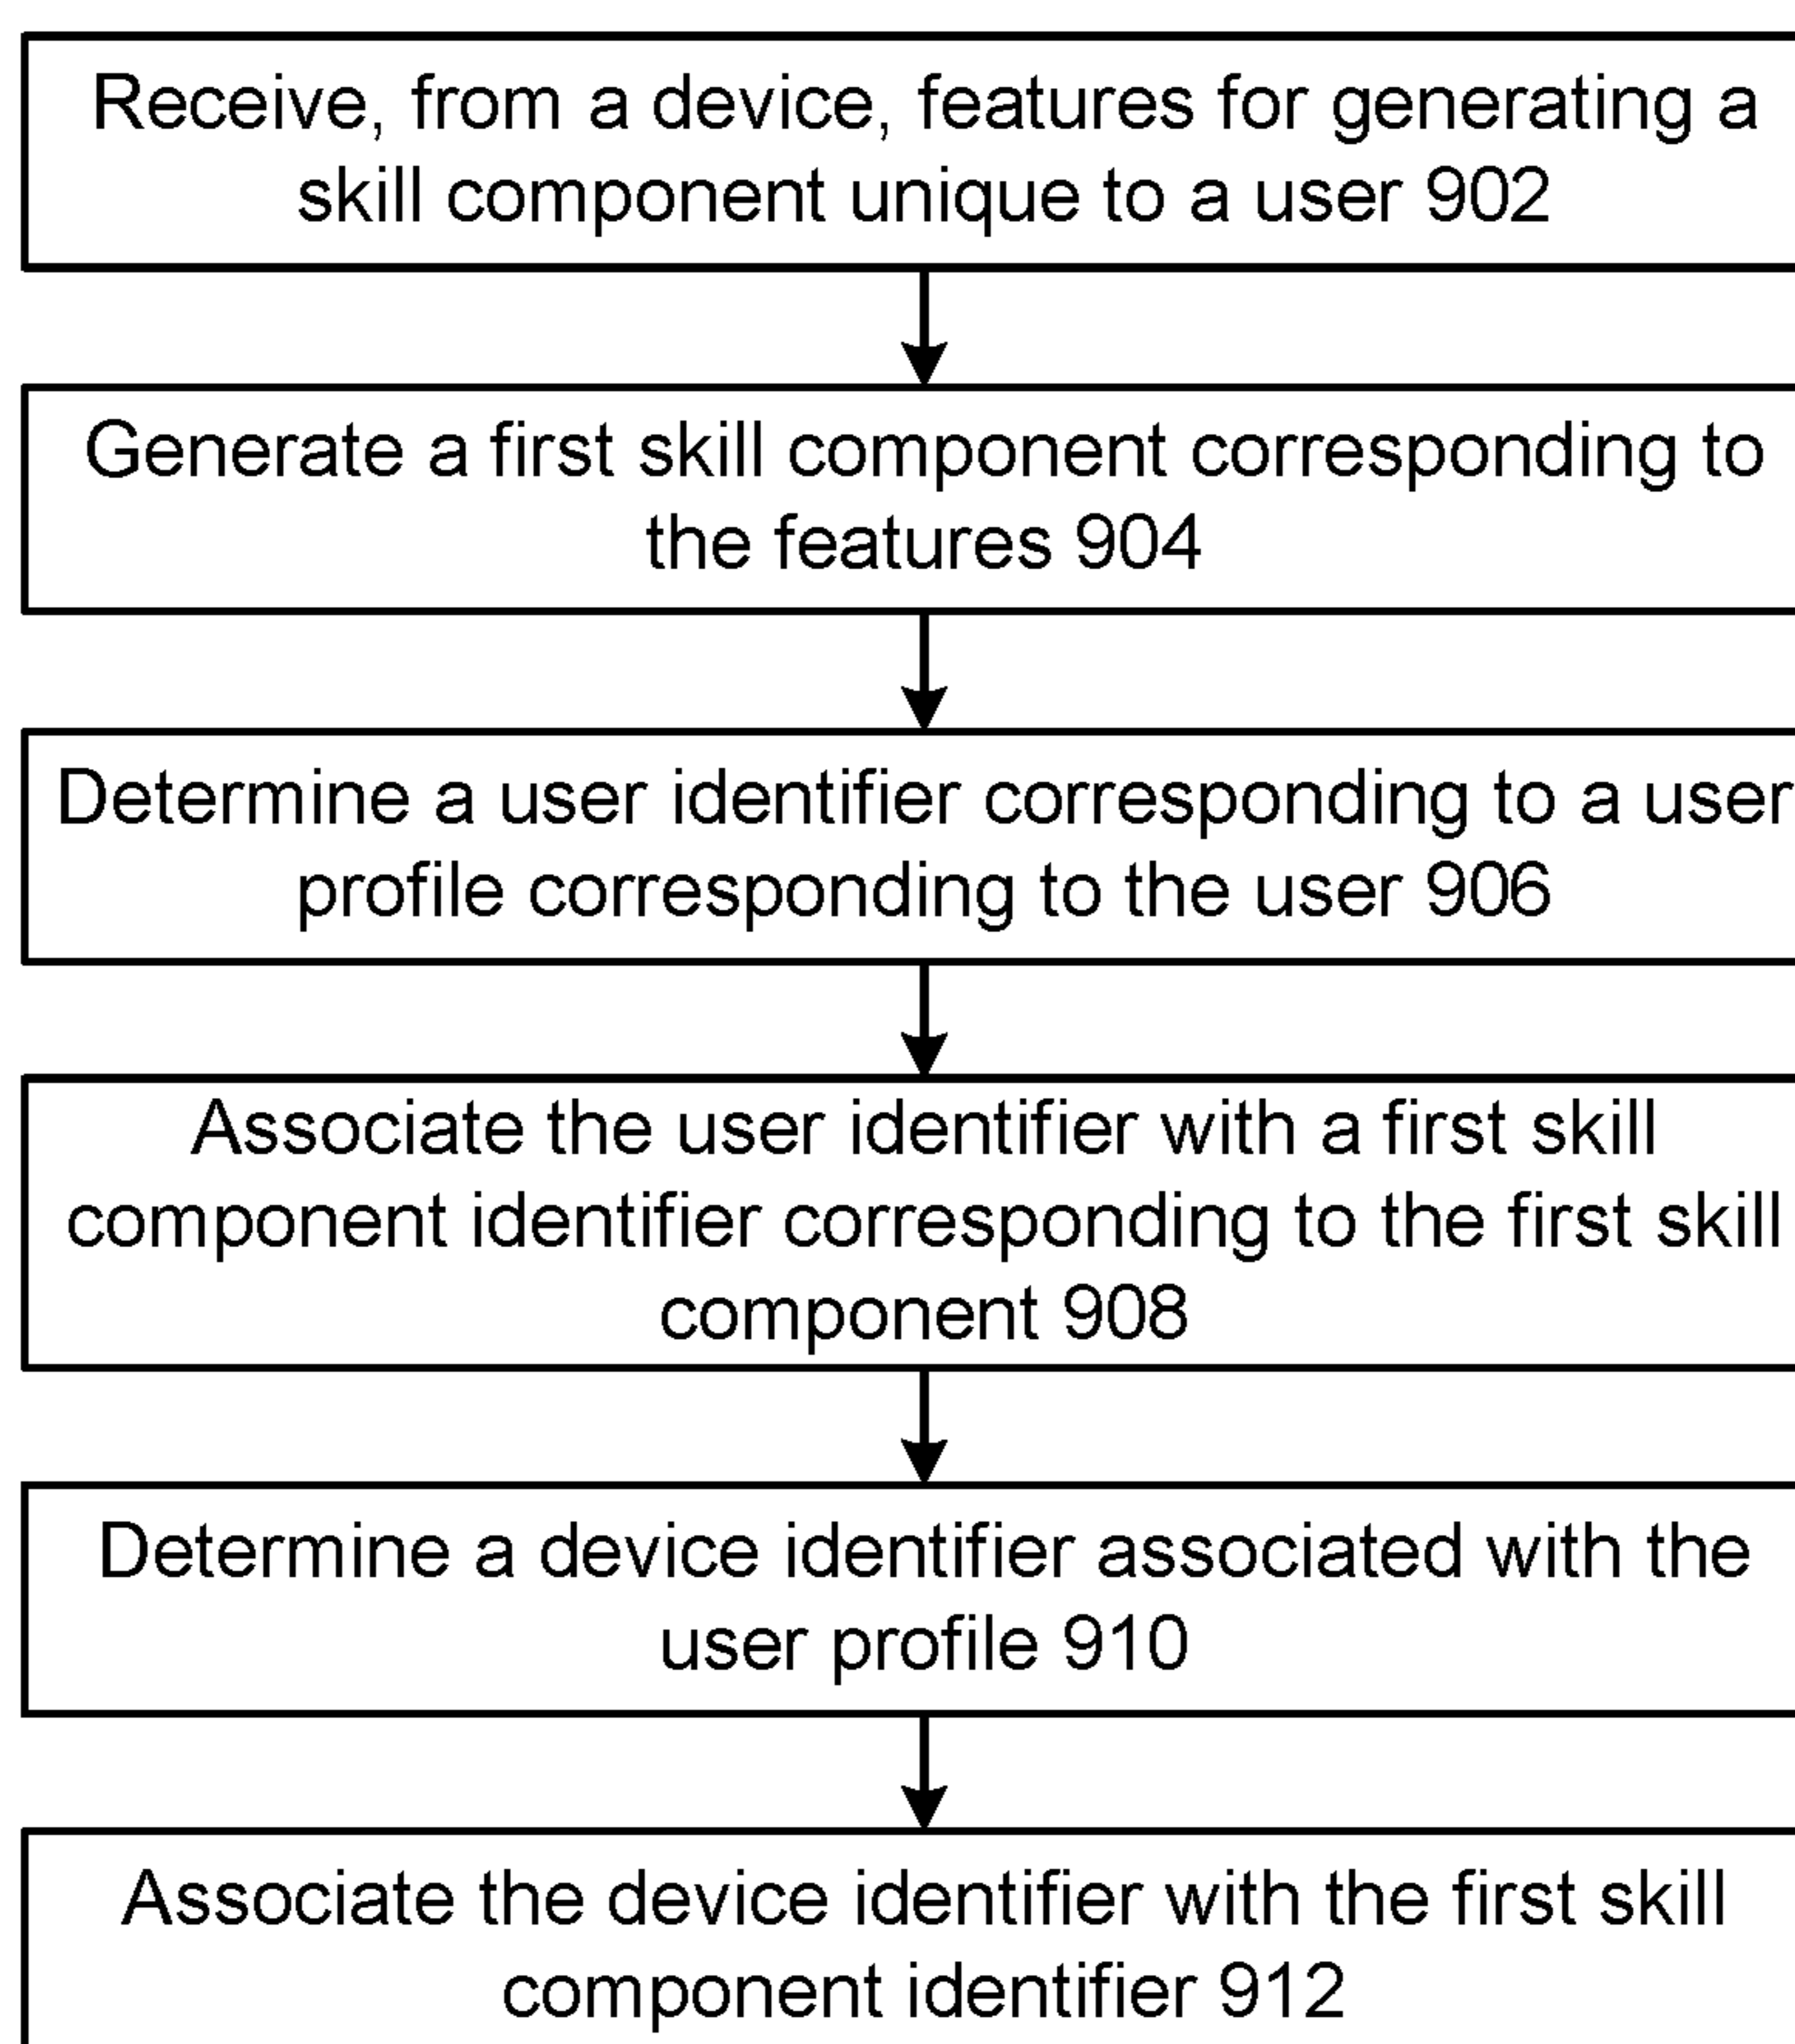 Receive, from a device, features for generating a
skill component unique to a user 902
Generate a first skill component corresponding to
the features 904
Determine a user identifier corresponding to a user
profile corresponding to the user 906
Associate the user identifier with a first skill
component identifier corresponding to the first skill
component 908
Determine a device identifier associated with the
user profile 910
Associate the device identifier with the first skill
component identifier 912